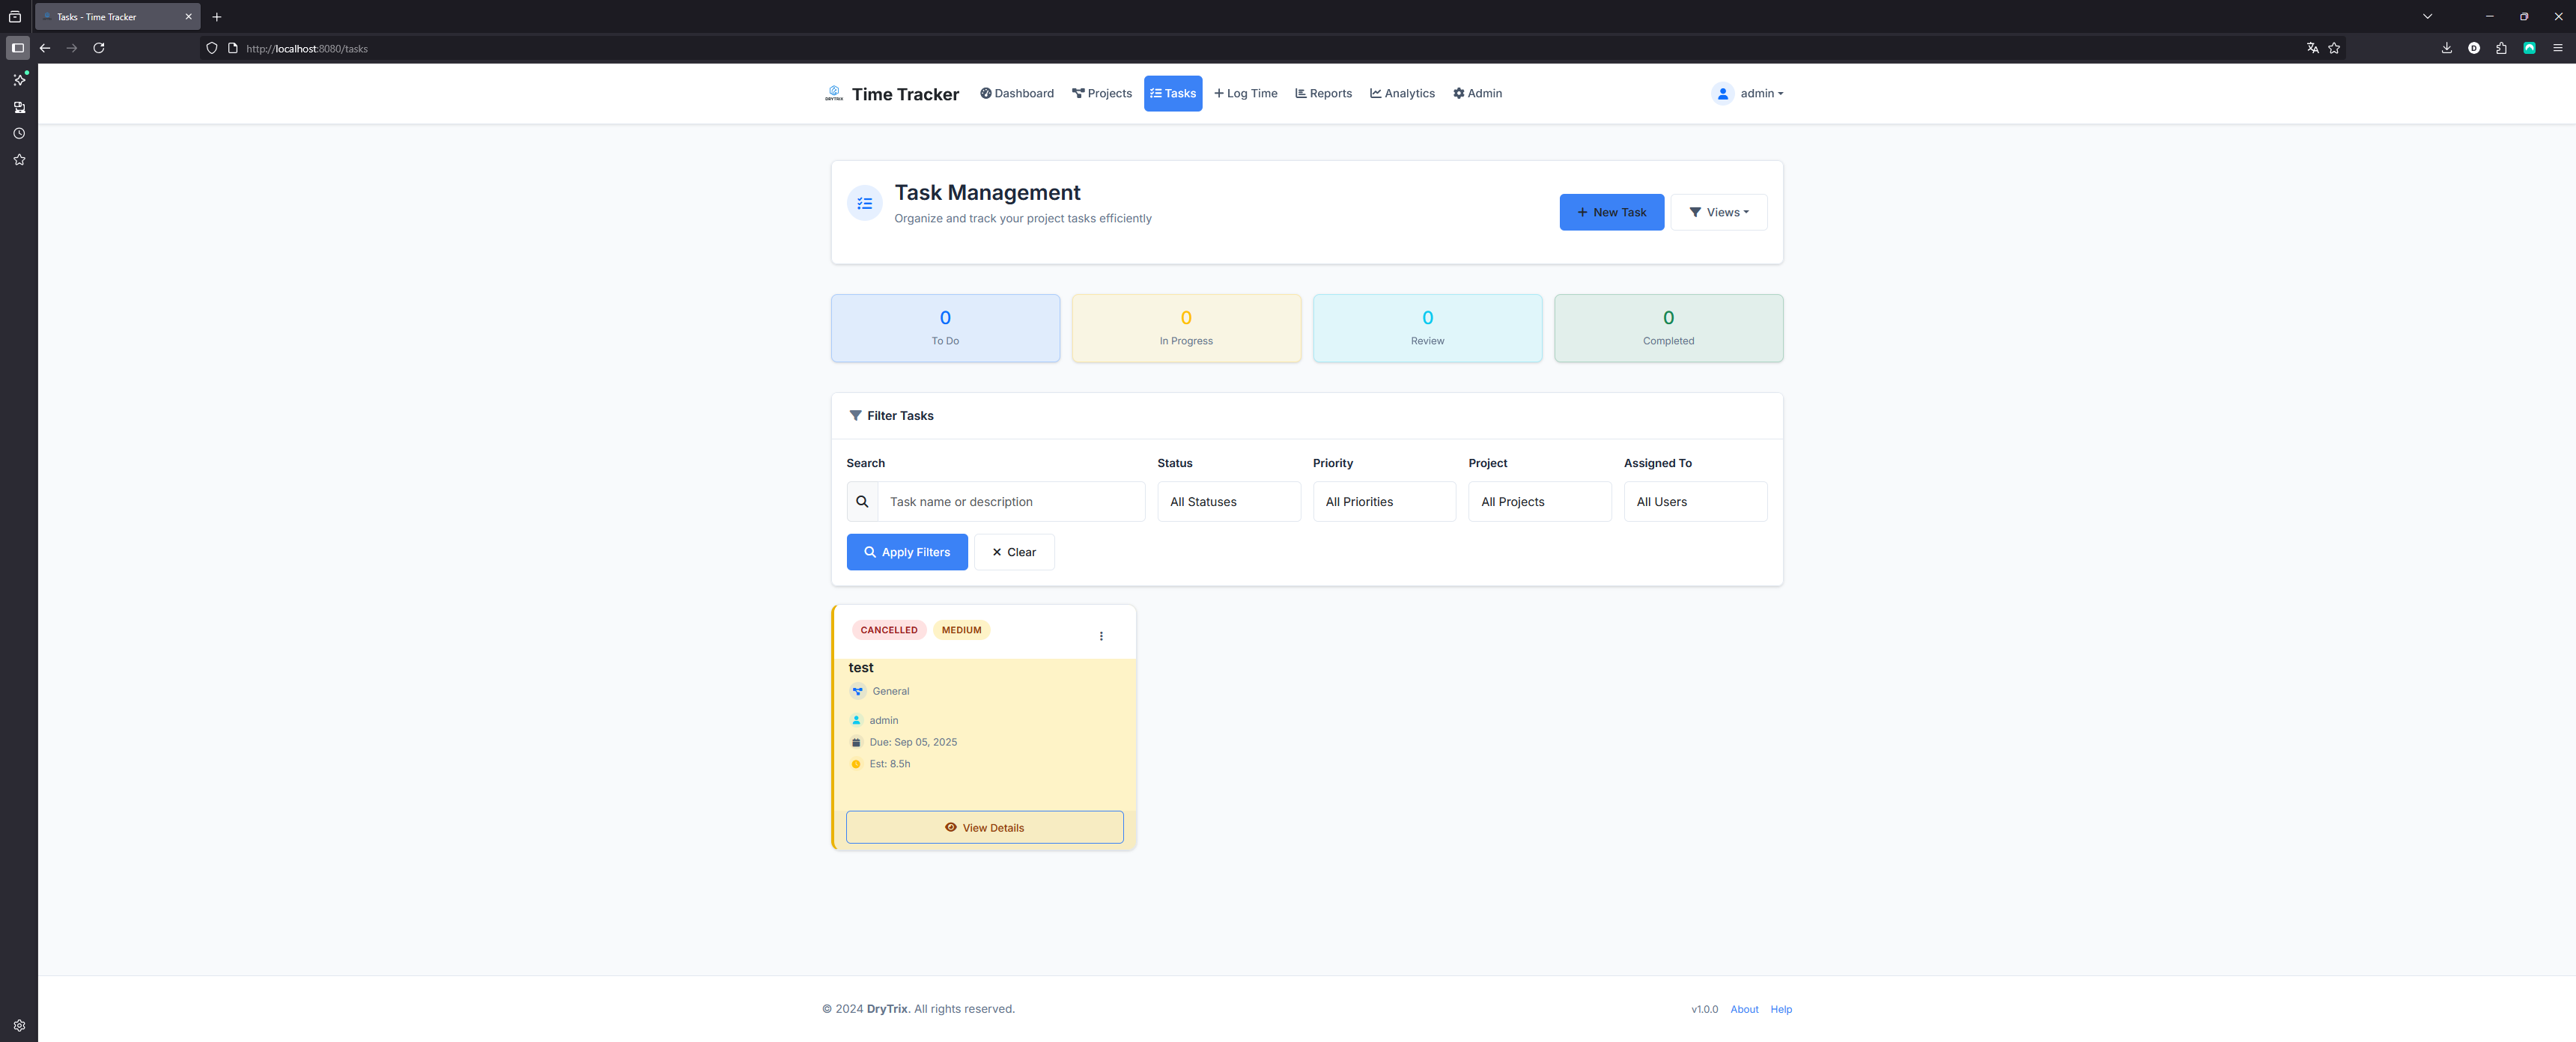 Tasks - Time Tracker
http://localhost:8080/tasks
D
DRYTRIX
Time Tracker
Dashboard
Projects
Tasks
Log Time
Reports
Analytics
Admin
admin
Task Management
Organize and track your project tasks efficiently
New Task
Views
0
To Do
0
In Progress
0
Review
0
Completed
Filter Tasks
Search
Status
Priority
Project
Assigned To
Task name or description
All Statuses
All Priorities
All Projects
All Users
Apply Filters
Clear
CANCELLED
MEDIUM
test
General
admin
Due: Sep 05, 2025
Est: 8.5h
View Details
© 2024 DryTrix. All rights reserved.
v1.0.0
About
Help